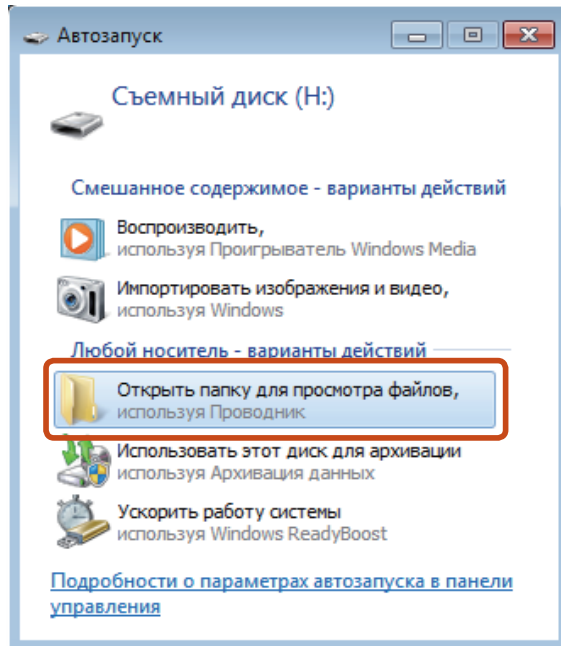 Автозапуск
Съемный диск (H:)
Смешанное содержимое - варианты действий
Воспроизводить,
используя Проигрыватель Windows Media
Импортировать изображения и видео,
используя Windows
Любой носитель - варианты действий
Открыть папку для просмотра файлов,
используя Проводник
Использовать этот диск для архивации
используя Архивация данных
Ускорить работу системы
используя Windows ReadyBoost
Подробности о параметрах автозапуска в панели
управления